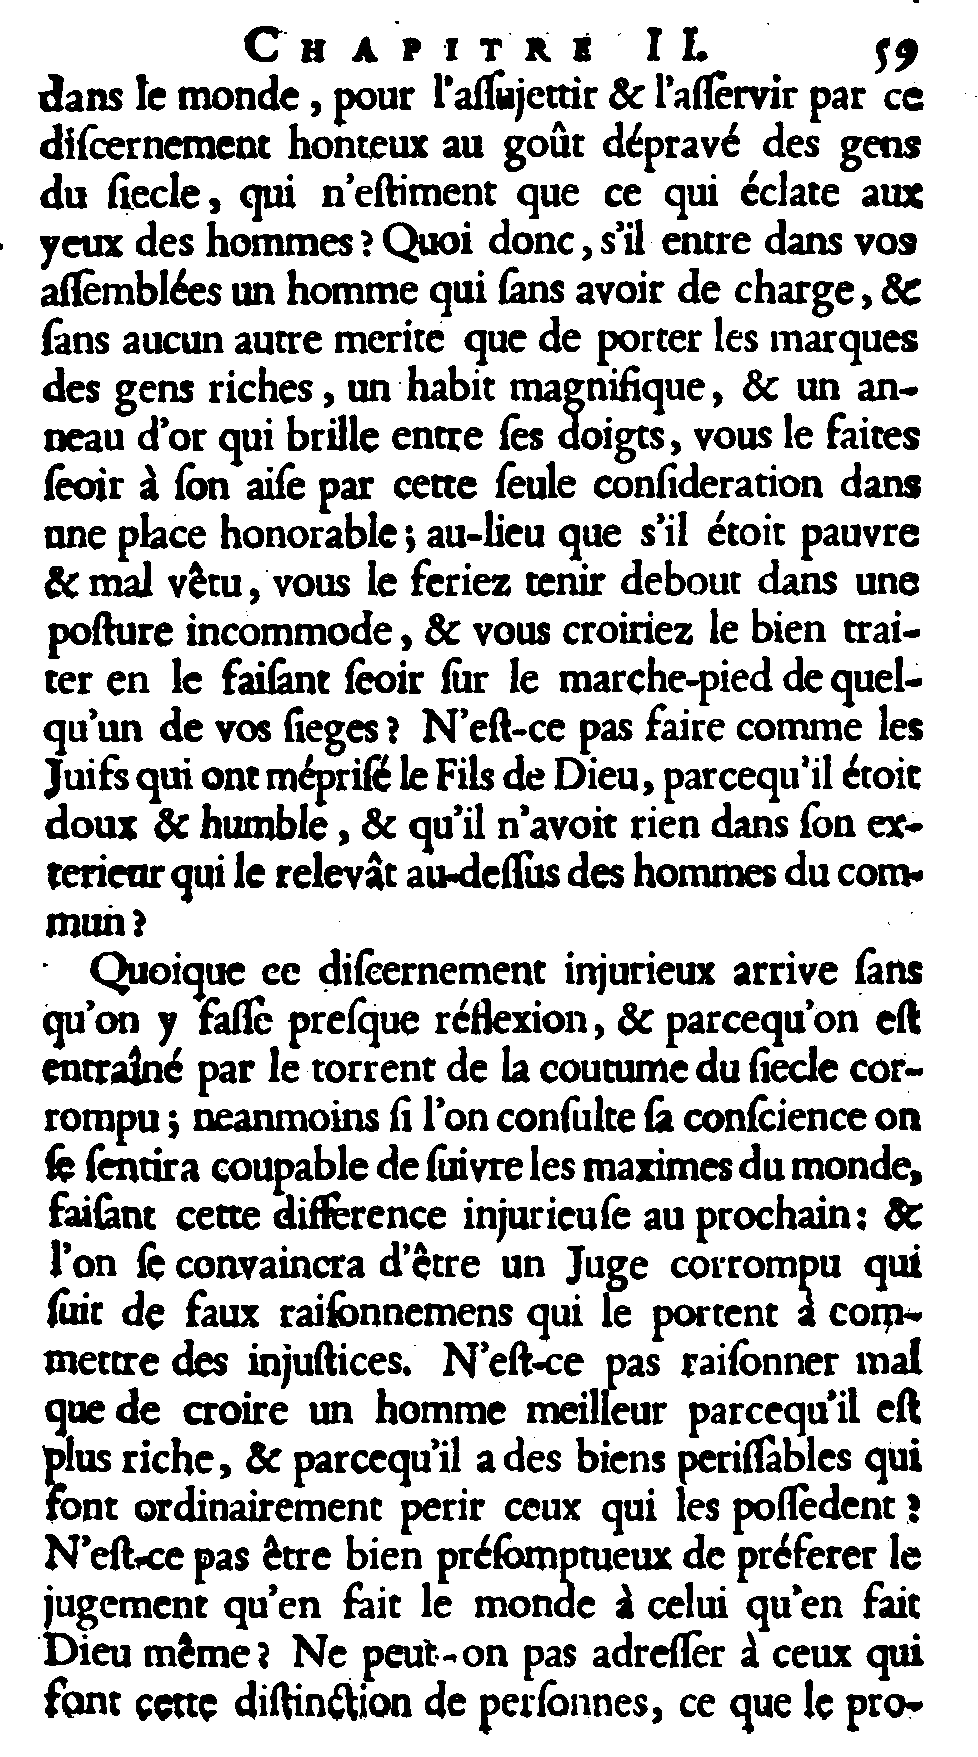 CHAPITRE II. 59
dans le monde, pour l'aſſujettir & l'aſſervir par ce
diſcernement honteux au goût dépravé des gens
du ſiecle, qui n'eſtiment que ce qui éclate aux
yeux des hommes? Quoi donc, s'il entre dans vos
aſſemblées un homme qui ſans avoir de charge, &
ſans aucun autre merite que de porter les marques
des gens riches, un habit magnifique, & un an-
neau d'or qui brille entre ſes doigts, vous le faites
ſeoir à ſon aiſe par cette ſeule conſideration dans
une place honorable; au-lieu que s'il étoit pauvre
& mal vêtu, vous le feriez tenir debout dans une
poſture incommode, & vous croiriez le bien trai-
ter en le faiſant ſeoir ſur le marche-pied de quel-
qu'un de vos ſieges? N'eſt-ce pas faire comme les
Juifs qui ont mépriſé le Fils de Dieu, parcequ'il étoit
doux & humble, & qu'il n'avoit rien dans ſon ex-
terieur qui le relevât au-deſſus des hommes du com-
mun?
Quoique ce diſcernement injurieux arrive ſans
qu'on y faſſe preſque réflexion, & parcequ'on eſt
entraîné par le torrent de la coutume du ſiecle cor-
rompu; neanmoins ſi l'on conſulte ſa conſcience on
ſe ſentira coupable de ſuivre les maximes du monde,
faiſant cette difference injurieuſe au prochain: &
l'on ſe convaincra d'être un Juge corrompu qui
ſuit de faux raiſonnemens qui le portent à com-
mettre des injuſtices. N'eſt-ce pas raiſonner mal
que de croire un homme meilleur parcequ'il eſt
plus riche, & parcequ'il a des biens periſſables qui
font ordinairement perir ceux qui les poſſedent?
N'eſt-ce pas être bien préſomptueux de préferer le
jugement qu'en fait le monde à celui qu'en fait
Dieu même? Ne peut-on pas adreſſer à ceux qui
font cette diſtinction de perſonnes, ce que le pro-